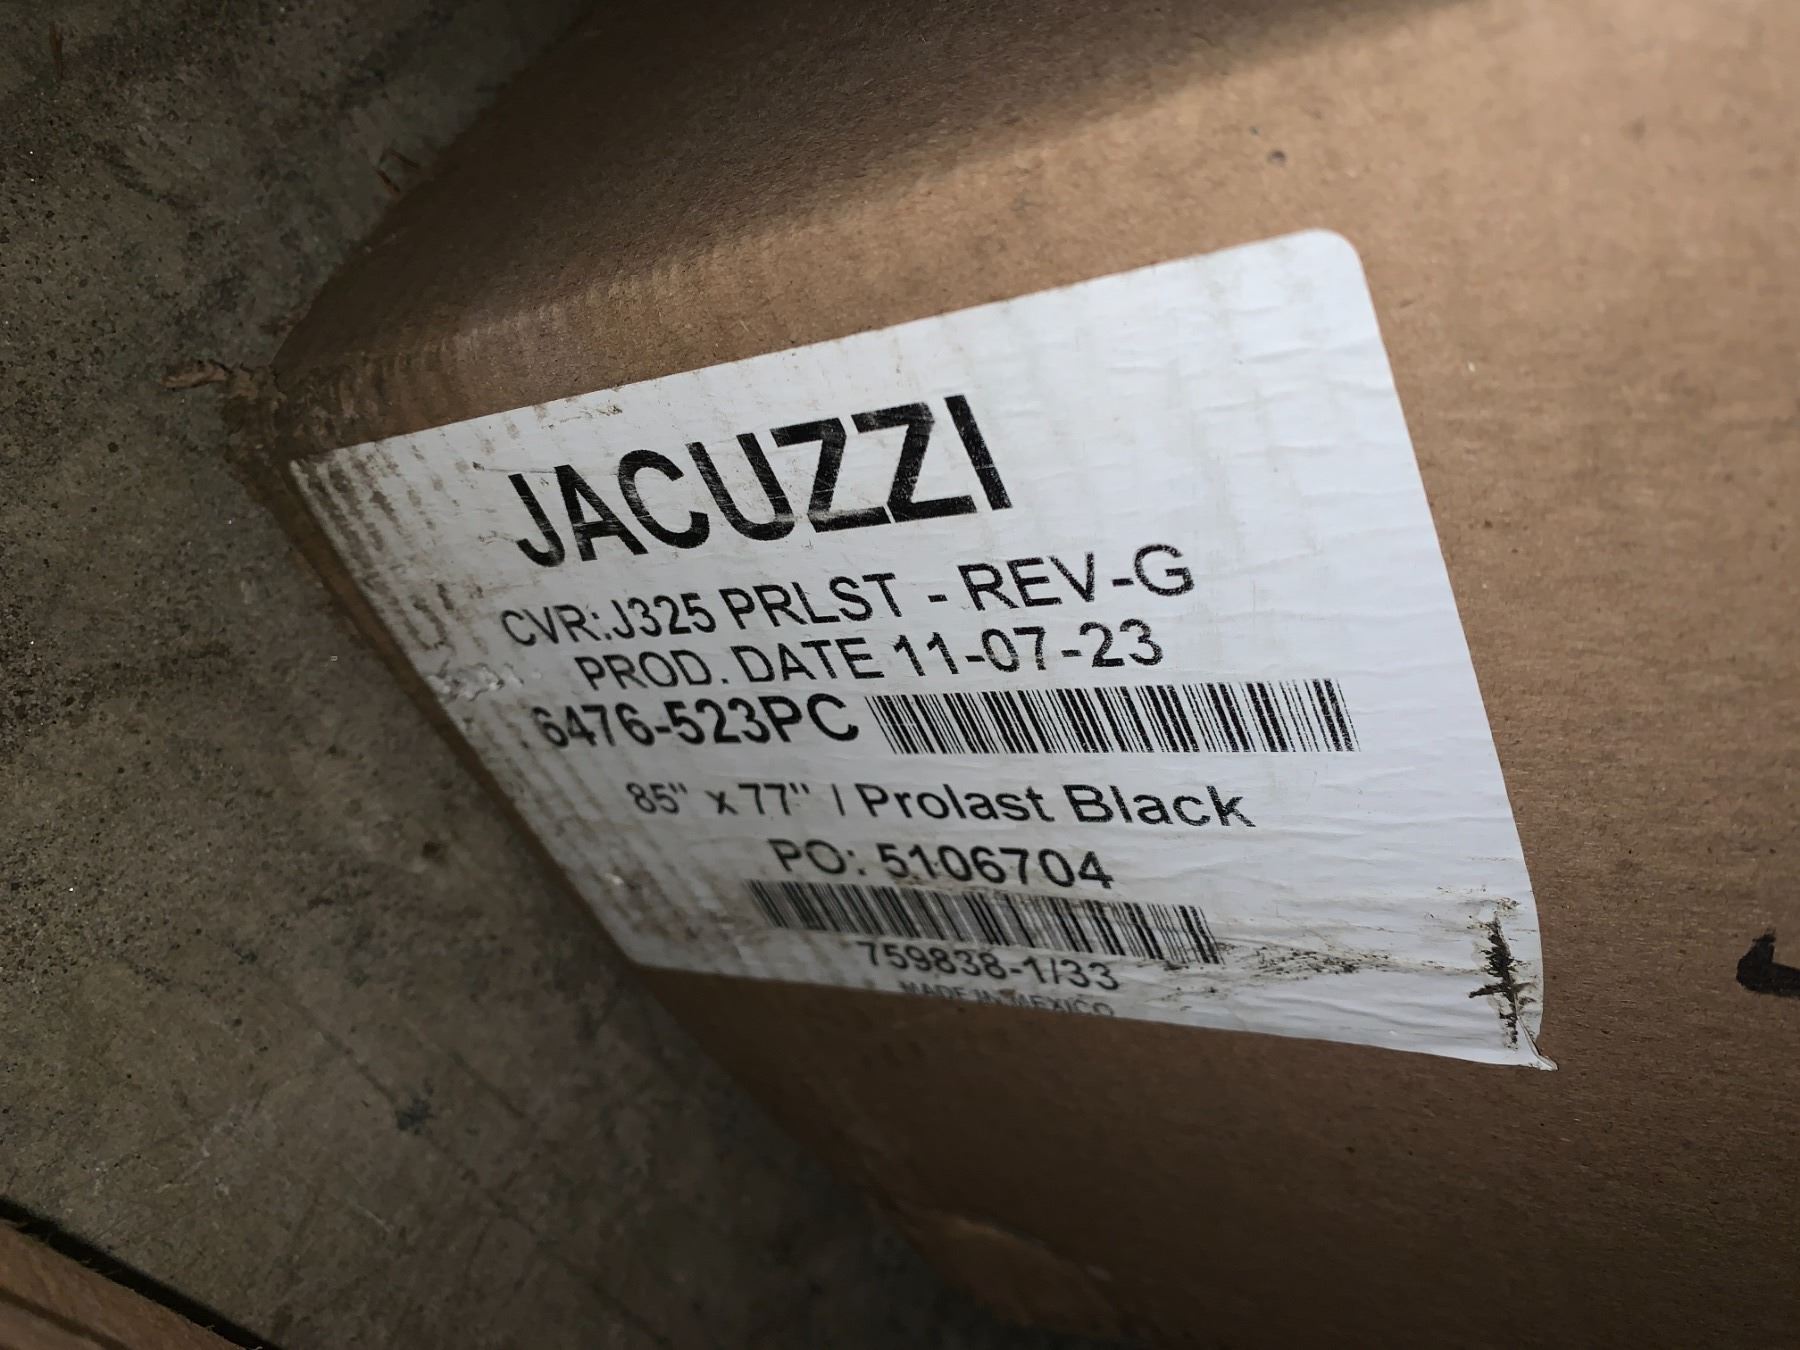 JACUZZI
CVR:J325 PRLST - REV-G
PROD. DATE 11-07-23
6476-523PC
85" x 77" / Prolast Black
PO: 5106704
759838-1/33
MADE IN MEXICO